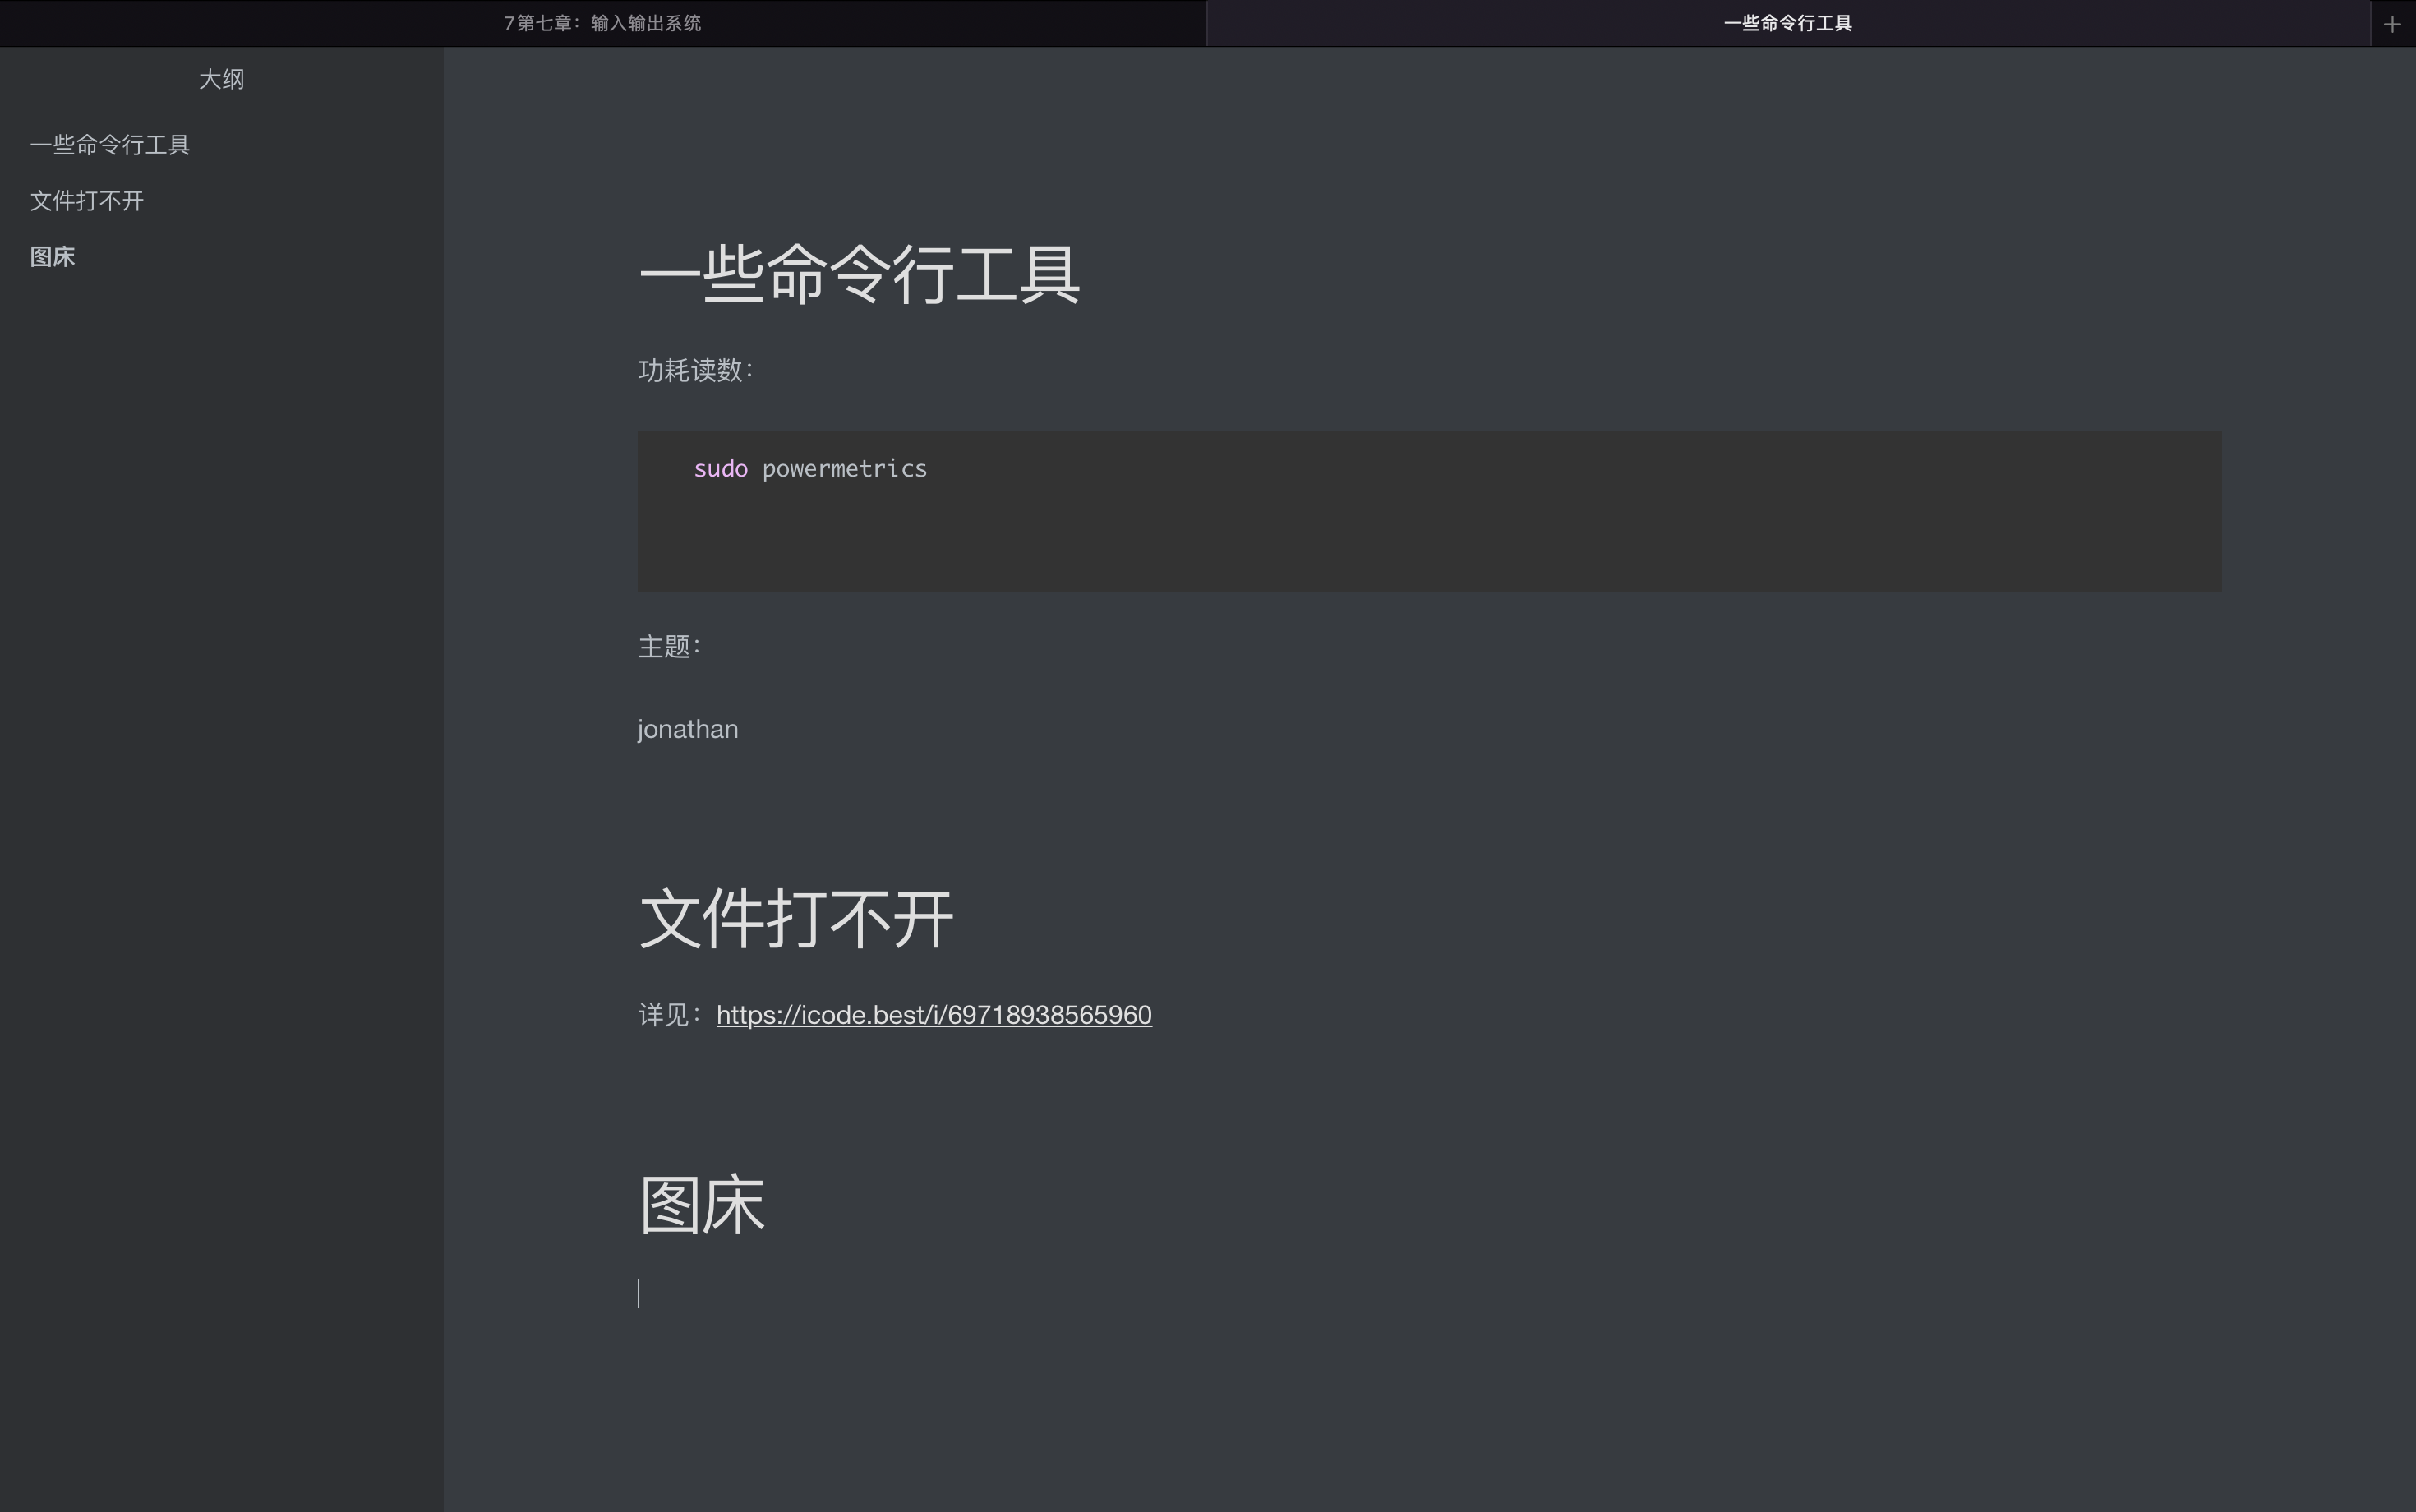 7 第七章：输入输出系统
一些命令行工具
大纲
一些命令行工具
文件打不开
图床
一些命令行工具
功耗读数：
sudo powermetrics
主题：
jonathan
文件打不开
详见：https://icode.best/i/69718938565960
图床